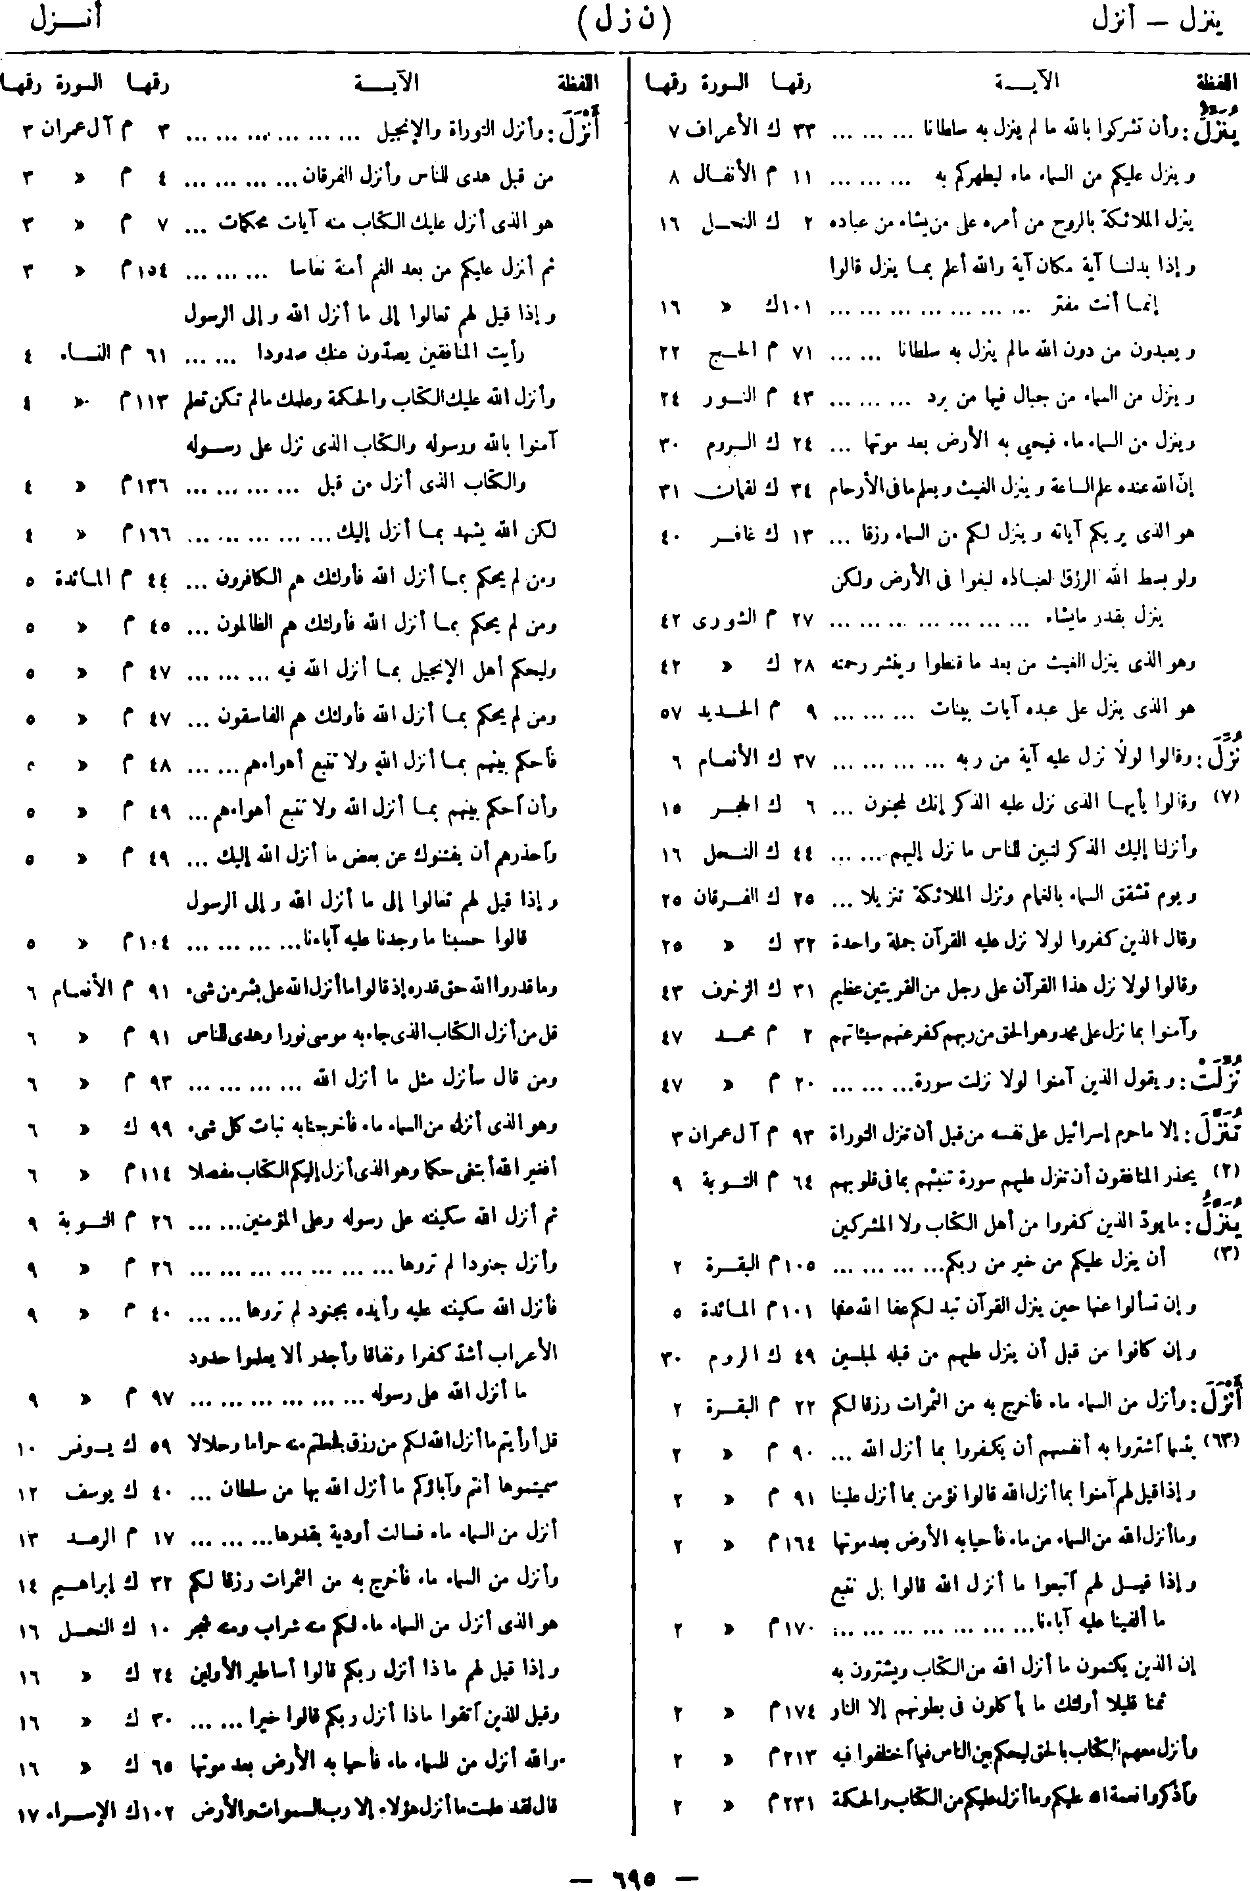 ينزل — أنزل (ن ز ل) أنــزل
اللفظة الآيــة رقها السورة رقها
يُنَزِّلُ: وأن تشركوا بالله ما لم ينزل به سلطانا ... ... ... ٣٣ ك الأعراف ٧
وينزل عليكم من السماء ماء ليطهركم به ... ... ... ١١ م الأنفال ٨
ينزل الملائكة بالروح من أمره على من يشاء من عباده ٢ ك النحل ١٦
وإذا بدلنا آية مكان آية والله أعلم بما ينزل قالوا
إنما أنت مفتر ... ... ... ... ... ... ... ١٠١ ك » ١٦
ويعبدون من دون الله مالم ينزل به سلطانا ... ... ٧١ م الحج ٢٢
وينزل من السماء من جبال فيها من برد ... ... ... ٤٣ م النور ٢٤
وينزل من السماء ماء فيحيي به الأرض بعد موتها ... ٢٤ ك الروم ٣٠
إنّ الله عنده علم الساعة وينزل الغيث ويعلم ما فى الأرحام ٣٤ ك لقمان ٣١
هو الذى يريكم آياته وينزل لكم من السماء رزقا ... ١٣ ك غافر ٤٠
ولو بسط الله الرزق لعباده لبغوا فى الأرض ولكن
ينزل بقدر مايشاء ... ... ... ... ... ... ... ٢٧ م الشورى ٤٢
وهو الذى ينزل الغيث من بعد ما قنطوا وينشر رحمته ٢٨ ك » ٤٢
هو الذى ينزل على عبده آيات بينات ... ... ... ٩ م الحديد ٥٧
نُزِّلَ: وقالوا لولا نزل عليه آية من ربه ... ... ... ... ٣٧ ك الأنعام ٦
(٧) وقالوا يأيها الذى نزل عليه الذكر إنك لمجنون ... ٦ ك الحجر ١٥
وأنزلنا إليك الذكر لتبين للناس ما نزل إليهم ... ... ٤٤ ك النحل ١٦
ويوم تشقق السماء بالغمام ونزل الملائكة تنزيلا ... ٢٥ ك الفرقان ٢٥
وقال الذين كفروا لولا نزل عليه القرآن جملة واحدة ٣٢ ك » ٢٥
وقالوا لولا نزل هذا القرآن على رجل من القريتين عظيم ٣١ ك الزخرف ٤٣
وآمنوا بما نزل على محمد وهو الحق من ربهم كفر عنهم سيئاتهم ٢ م محمد ٤٧
نُزِّلَتْ: ويقول الذين آمنوا لولا نزلت سورة ... ... ... ٢٠ م » ٤٧
تُنَزَّلَ: إلا ما حرم إسرائيل على نفسه من قبل أن تنزل التوراة ٩٣ م آل عمران ٣
(٢) يحذر المنافقون أن تنزل عليهم سورة تنبئهم بما فى قلوبهم ٦٤ م التوبة ٩
يُنَزَّلُ: ما يودّ الذين كفروا من أهل الكتاب ولا المشركين
(٣) أن ينزل عليكم من خير من ربكم ... ... ... ... ١٠٥ م البقرة ٢
وإن تسألوا عنها حين ينزل القرآن تبد لكم عفا الله عنها ١٠١ م المائدة ٥
وإن كانوا من قبل أن ينزل عليهم من قبله لمبلسين ٤٩ ك الروم ٣٠
أَنْزَلَ: وأنزل من السماء ماء فأخرج به من الثمرات رزقا لكم ٢٢ م البقرة ٢
(٦٣) بئسما آشتروا به أنفسهم أن يكفروا بما أنزل الله ... ٩٠ م » ٢
وإذا قيل لهم آمنوا بما أنزل الله قالوا نؤمن بما أنزل علينا ٩١ م » ٢
وما أنزل الله من السماء من ماء فأحيا به الأرض بعد موتها ١٦٤ م » ٢
وإذا قيل لهم آتبعوا ما أنزل الله قالوا بل نتبع
ما ألفينا عليه آباءنا ... ... ... ... ... ... ... ١٧٠ م » ٢
إن الذين يكتمون ما أنزل الله من الكتاب ويشترون به
ثمنا قليلا أولئك ما يأكلون فى بطونهم إلا النار ١٧٤ م » ٢
وأنزل معهم الكتاب بالحق ليحكم بين الناس فيما آختلفوا فيه ٢١٣ م » ٢
وآذكروا نعمة الله عليكم وما أنزل عليكم من الكتاب والحكمة ٢٣١ م » ٢
اللفظة الآيــة رقها السورة رقها
أَنْزَلَ: وأنزل التوراة والإنجيل ... ... ... ... ... ... ٣ م آل عمران ٣
من قبل هدى للناس وأنزل الفرقان ... ... ... ... ٤ م » ٣
هو الذى أنزل عليك الكتاب منه آيات محكمات ... ٧ م » ٣
ثم أنزل عليكم من بعد الغم أمنة نعاسا ... ... ... ١٥٤ م » ٣
وإذا قيل لهم تعالوا إلى ما أنزل الله وإلى الرسول
رأيت المنافقين يصدّون عنك صدودا ... ... ٦١ م النساء ٤
وأنزل الله عليك الكتاب والحكمة وعلمك مالم تكن تعلم ١١٣ م » ٤
آمنوا بالله ورسوله والكتاب الذى نزل على رسوله
والكتاب الذى أنزل من قبل ... ... ... ... ١٣٦ م » ٤
لكن الله يشهد بما أنزل إليك ... ... ... ... ... ١٦٦ م » ٤
ومن لم يحكم بما أنزل الله فأولئك هم الكافرون ... ٤٤ م المائدة ٥
ومن لم يحكم بما أنزل الله فأولئك هم الظالمون ... ٤٥ م » ٥
وليحكم أهل الإنجيل بما أنزل الله فيه ... ... ... ٤٧ م » ٥
ومن لم يحكم بما أنزل الله فأولئك هم الفاسقون ... ٤٧ م » ٥
فآحكم بينهم بما أنزل الله ولا تتبع أهواءهم ... ... ٤٨ م » ٥
وأن آحكم بينهم بما أنزل الله ولا تتبع أهواءهم ... ٤٩ م » ٥
وآحذرهم أن يفتنوك عن بعض ما أنزل الله إليك ... ٤٩ م » ٥
وإذا قيل لهم تعالوا إلى ما أنزل الله وإلى الرسول
قالوا حسبنا ما وجدنا عليه آباءنا ... ... ... ... ١٠٤ م » ٥
وما قدروا الله حق قدره إذ قالوا ما أنزل الله على بشر من شىء ٩١ م الأنعام ٦
قل من أنزل الكتاب الذى جاء به موسى نورا وهدى للناس ٩١ م » ٦
ومن قال سأنزل مثل ما أنزل الله ... ... ... ... ٩٣ م » ٦
وهو الذى أنزل من السماء ماء فأخرجنا به نبات كل شىء ٩٩ ك » ٦
أفغير الله أبتغى حكما وهو الذى أنزل إليكم الكتاب مفصلا ١١٤ م » ٦
ثم أنزل الله سكينته على رسوله وعلى المؤمنين ... ... ٢٦ م التوبة ٩
وأنزل جنودا لم تروها ... ... ... ... ... ... ... ٢٦ م » ٩
فأنزل الله سكينته عليه وأيده بجنود لم تروها ... ... ٤٠ م » ٩
الأعراب أشدّ كفرا ونفاقا وأجدر ألا يعلموا حدود
ما أنزل الله على رسوله ... ... ... ... ... ... ٩٧ م » ٩
قل أرأيتم ما أنزل الله لكم من رزق فجعلتم منه حراما وحلالا ٥٩ ك يونس ١٠
سميتموها أنتم وآباؤكم ما أنزل الله بها من سلطان ... ٤٠ ك يوسف ١٢
أنزل من السماء ماء فسالت أودية بقدرها ... ... ... ١٧ م الرعد ١٣
وأنزل من السماء ماء فأخرج به من الثمرات رزقا لكم ٣٢ ك إبراهيم ١٤
هو الذى أنزل من السماء ماء لكم منه شراب ومنه شجر ١٠ ك النحل ١٦
وإذا قيل لهم ماذا أنزل ربكم قالوا أساطير الأولين ٢٤ ك » ١٦
وقيل للذين آتقوا ماذا أنزل ربكم قالوا خيرا ... ... ٣٠ ك » ١٦
والله أنزل من السماء ماء فأحيا به الأرض بعد موتها ٦٥ ك » ١٦
قال لقد علمت ما أنزل هؤلاء إلا رب السموات والأرض ١٠٢ ك الإسراء ١٧
— ٦٩٥ —